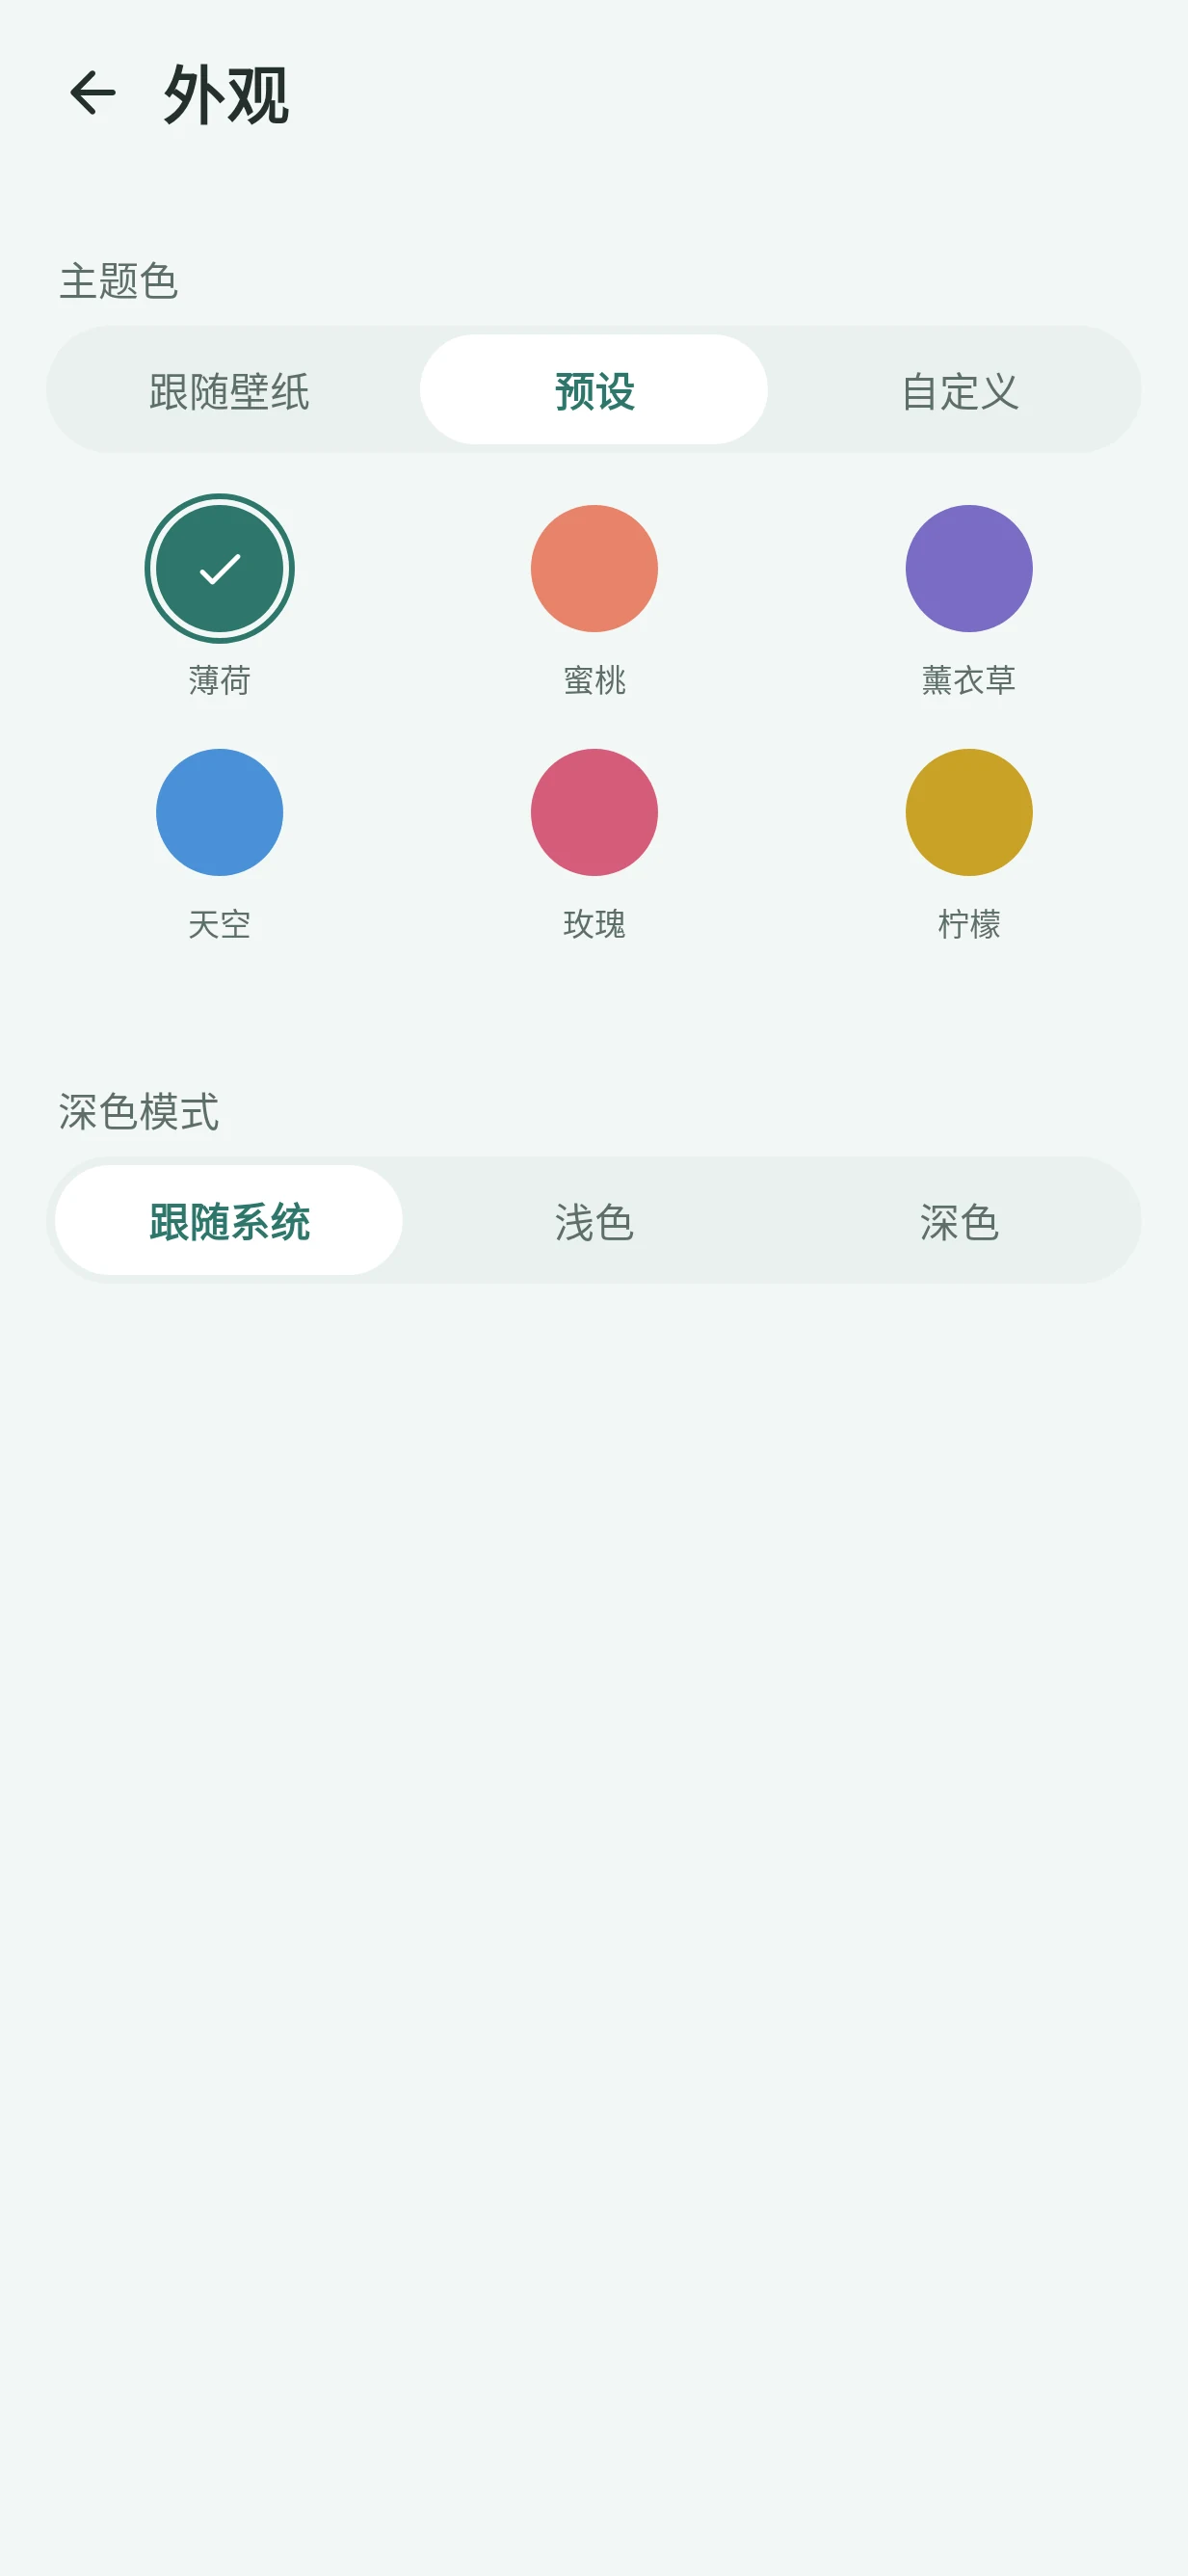 外观
主题色
跟随壁纸 预设 自定义
薄荷 蜜桃 薰衣草
天空 玫瑰 柠檬
深色模式
跟随系统 浅色 深色